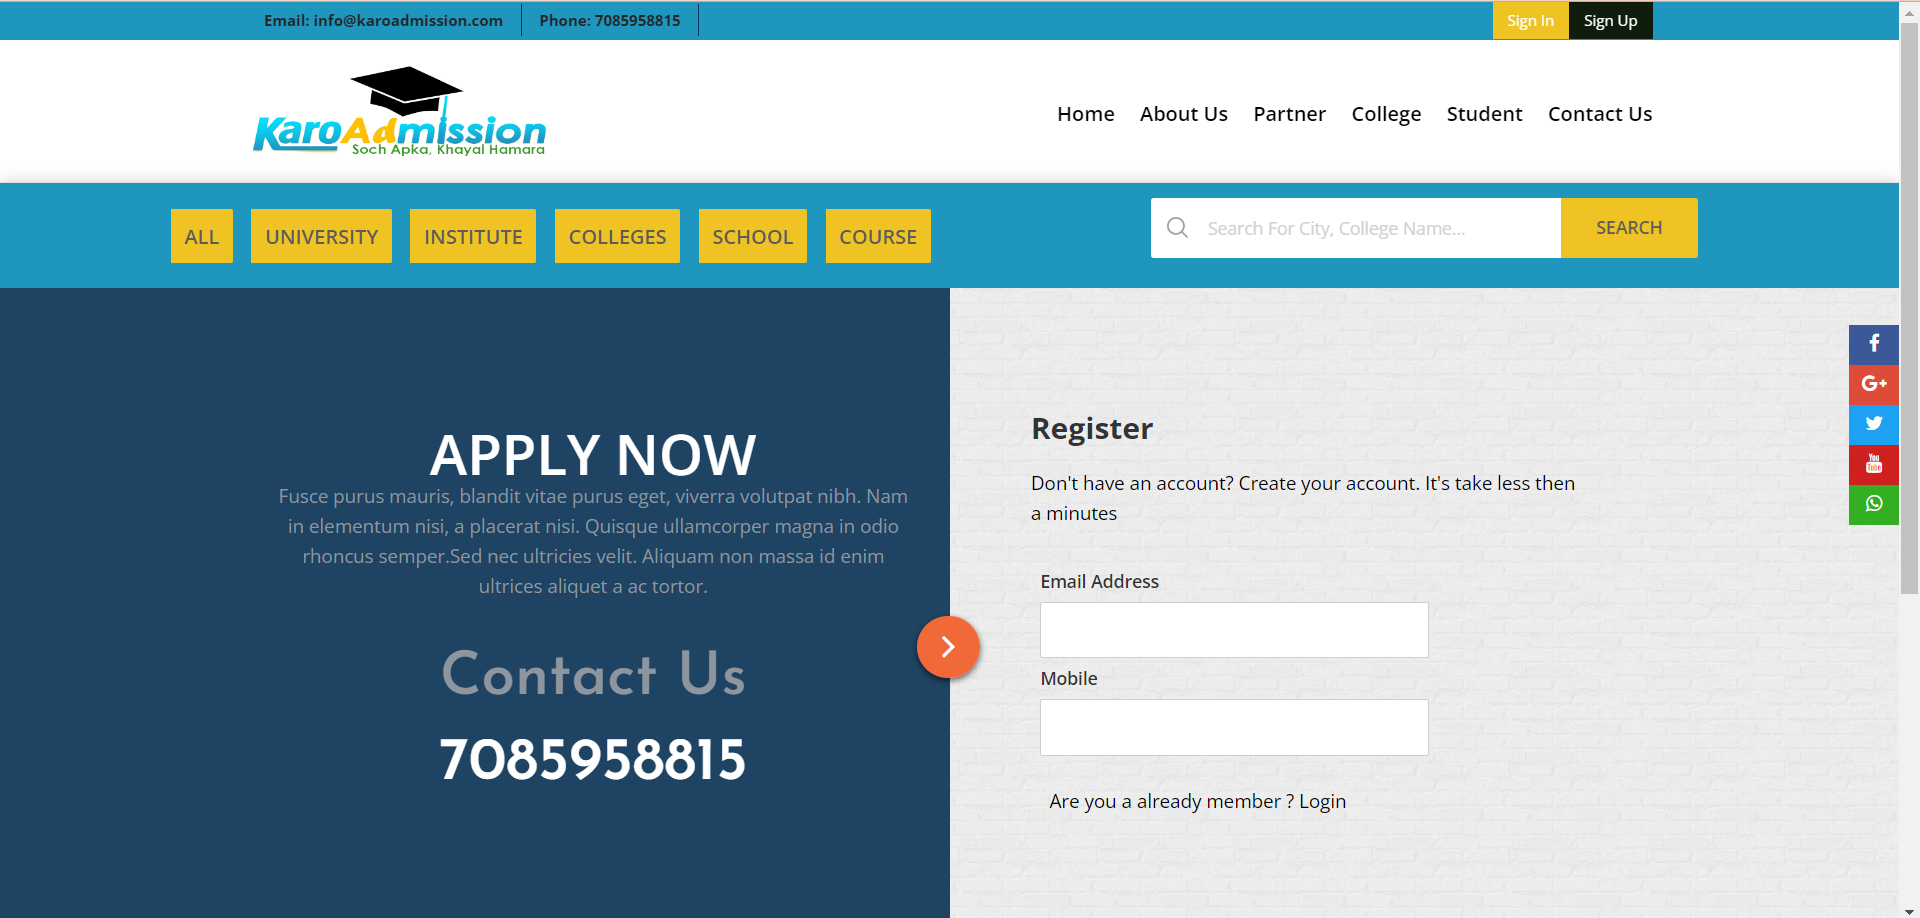 Email: info@karoadmission.com
Phone: 7085958815
Sign In
Sign Up
KaroAdmission
Soch Apka, Khayal Hamara
Home
About Us
Partner
College
Student
Contact Us
ALL
UNIVERSITY
INSTITUTE
COLLEGES
SCHOOL
COURSE
Search For City, College Name...
SEARCH
APPLY NOW
Fusce purus mauris, blandit vitae purus eget, viverra volutpat nibh. Nam
in elementum nisi, a placerat nisi. Quisque ullamcorper magna in odio
rhoncus semper.Sed nec ultricies velit. Aliquam non massa id enim
ultrices aliquet a ac tortor.
Contact Us
7085958815
Register
Don't have an account? Create your account. It's take less then
a minutes
Email Address
Mobile
Are you a already member ? Login
G+
You
Tube